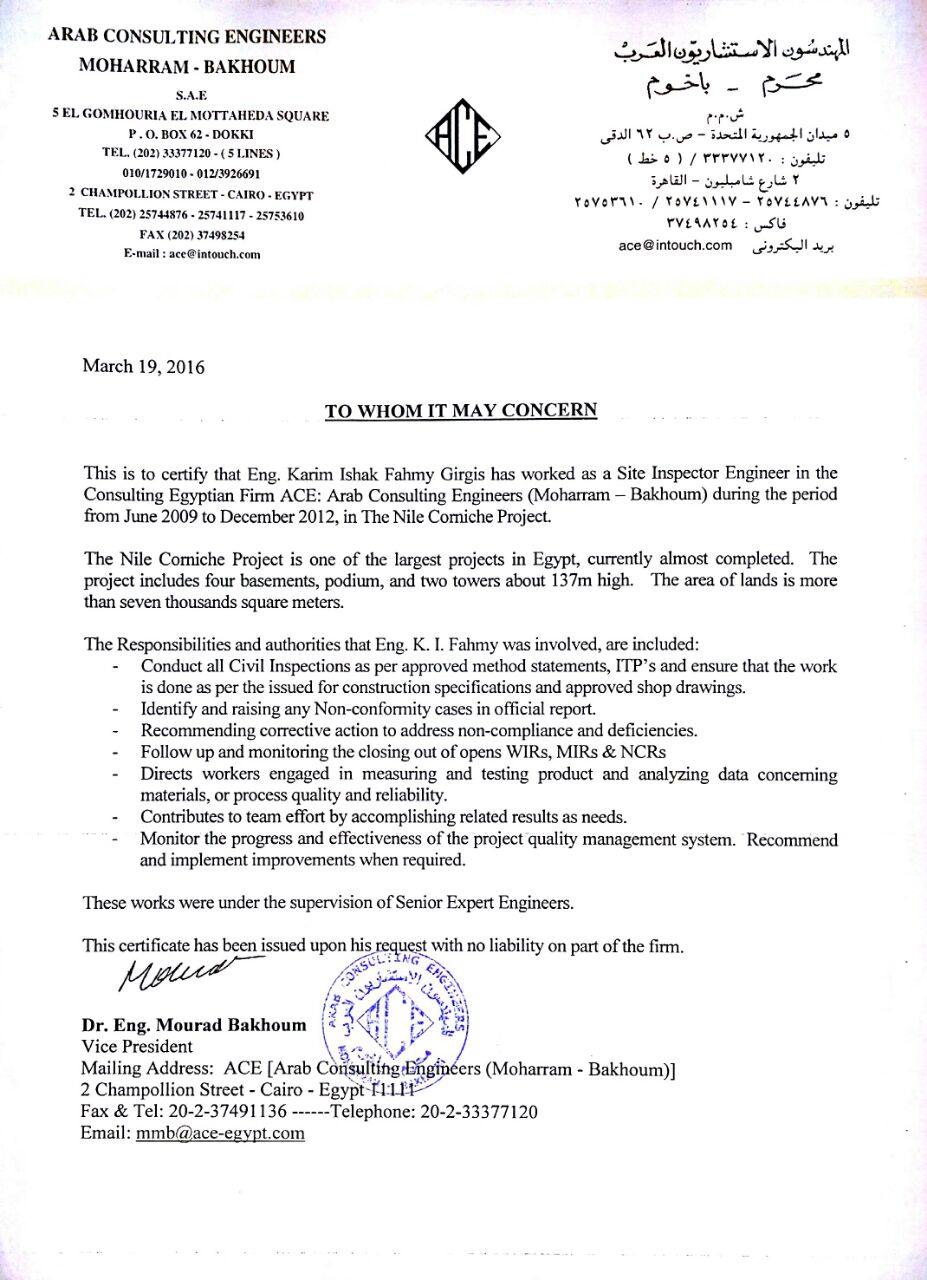 ARAB CONSULTING ENGINEERS
MOHARRAM - BAKHOUM
S.A.E
5 EL GOMHOURIA EL MOTTAHEDA SQUARE
P . O. BOX 62 - DOKKI
TEL. (202) 33377120 - ( 5 LINES )
010/1729010 - 012/3926691
2 CHAMPOLLION STREET - CAIRO - EGYPT
TEL. (202) 25744876 - 25741117 - 25753610
FAX (202) 37498254
E-mail : ace@intouch.com
ACE
المهندسون الاستشاريون العرب
محرم - باخوم
ش.م.م
٥ ميدان الجمهورية المتحدة - ص.ب ٦٢ الدقى
تليفون : ٣٣٣٧٧١٢٠ / ( ٥ خط )
٢ شارع شامبليون - القاهرة
تليفون : ٢٥٧٤٤٨٧٦ - ٢٥٧٤١١١٧ / ٢٥٧٥٣٦١٠
فاكس : ٣٧٤٩٨٢٥٤
بريد اليكترونى ace@intouch.com
March 19, 2016
TO WHOM IT MAY CONCERN
This is to certify that Eng. Karim Ishak Fahmy Girgis has worked as a Site Inspector Engineer in the
Consulting Egyptian Firm ACE: Arab Consulting Engineers (Moharram – Bakhoum) during the period
from June 2009 to December 2012, in The Nile Corniche Project.
The Nile Corniche Project is one of the largest projects in Egypt, currently almost completed. The
project includes four basements, podium, and two towers about 137m high. The area of lands is more
than seven thousands square meters.
The Responsibilities and authorities that Eng. K. I. Fahmy was involved, are included:
- Conduct all Civil Inspections as per approved method statements, ITP's and ensure that the work
is done as per the issued for construction specifications and approved shop drawings.
- Identify and raising any Non-conformity cases in official report.
- Recommending corrective action to address non-compliance and deficiencies.
- Follow up and monitoring the closing out of opens WIRs, MIRs & NCRs
- Directs workers engaged in measuring and testing product and analyzing data concerning
materials, or process quality and reliability.
- Contributes to team effort by accomplishing related results as needs.
- Monitor the progress and effectiveness of the project quality management system. Recommend
and implement improvements when required.
These works were under the supervision of Senior Expert Engineers.
This certificate has been issued upon his request with no liability on part of the firm.
Mourad
ARAB CONSULTING ENGINEERS
المهندسون الاستشاريون العرب
ACE
Dr. Eng. Mourad Bakhoum
Vice President
Mailing Address: ACE [Arab Consulting Engineers (Moharram - Bakhoum)]
2 Champollion Street - Cairo - Egypt 11111
Fax & Tel: 20-2-37491136 ------Telephone: 20-2-33377120
Email: mmb@ace-egypt.com